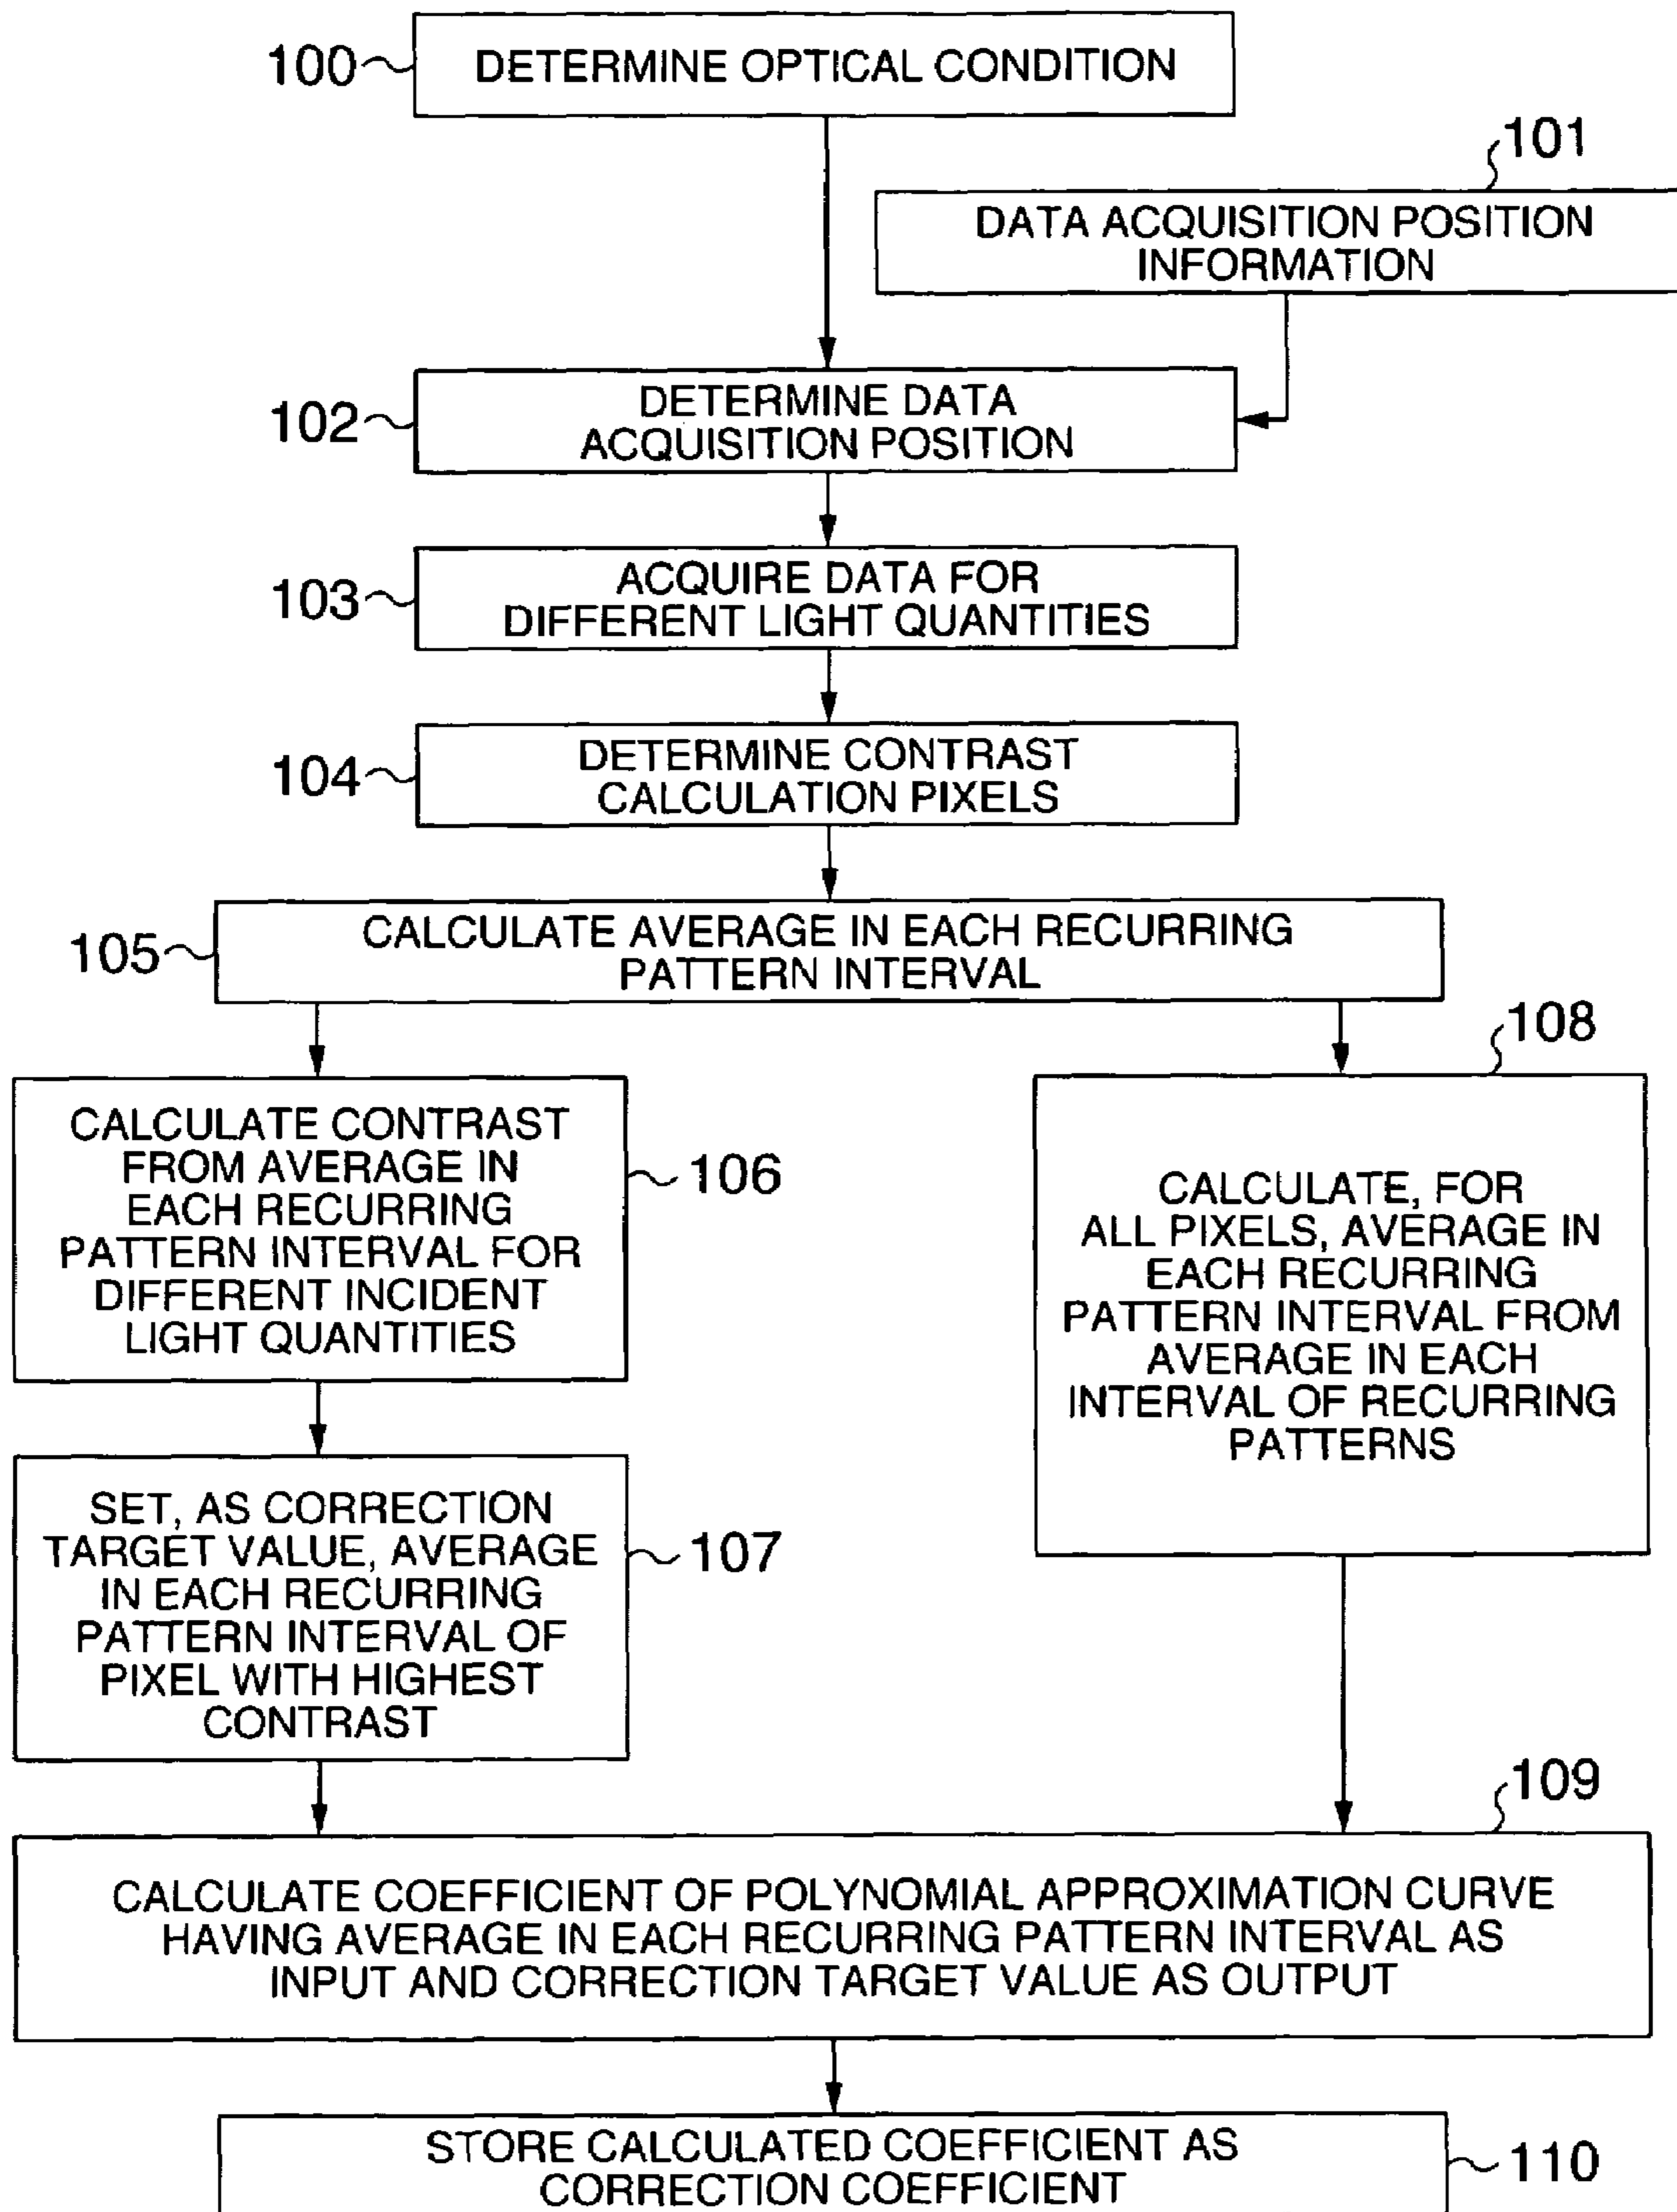 100
DETERMINE OPTICAL CONDITION
101
DATA ACQUISITION POSITION
INFORMATION
102
DETERMINE DATA
ACQUISITION POSITION
103
ACQUIRE DATA FOR
DIFFERENT LIGHT QUANTITIES
104
DETERMINE CONTRAST
CALCULATION PIXELS
105
CALCULATE AVERAGE IN EACH RECURRING
PATTERN INTERVAL
CALCULATE CONTRAST
FROM AVERAGE IN
EACH RECURRING
PATTERN INTERVAL FOR
DIFFERENT INCIDENT
LIGHT QUANTITIES
106
SET, AS CORRECTION
TARGET VALUE, AVERAGE
IN EACH RECURRING
PATTERN INTERVAL OF
PIXEL WITH HIGHEST
CONTRAST
107
108
CALCULATE, FOR
ALL PIXELS, AVERAGE IN
EACH RECURRING
PATTERN INTERVAL FROM
AVERAGE IN EACH
INTERVAL OF RECURRING
PATTERNS
109
CALCULATE COEFFICIENT OF POLYNOMIAL APPROXIMATION CURVE
HAVING AVERAGE IN EACH RECURRING PATTERN INTERVAL AS
INPUT AND CORRECTION TARGET VALUE AS OUTPUT
STORE CALCULATED COEFFICIENT AS
CORRECTION COEFFICIENT
110